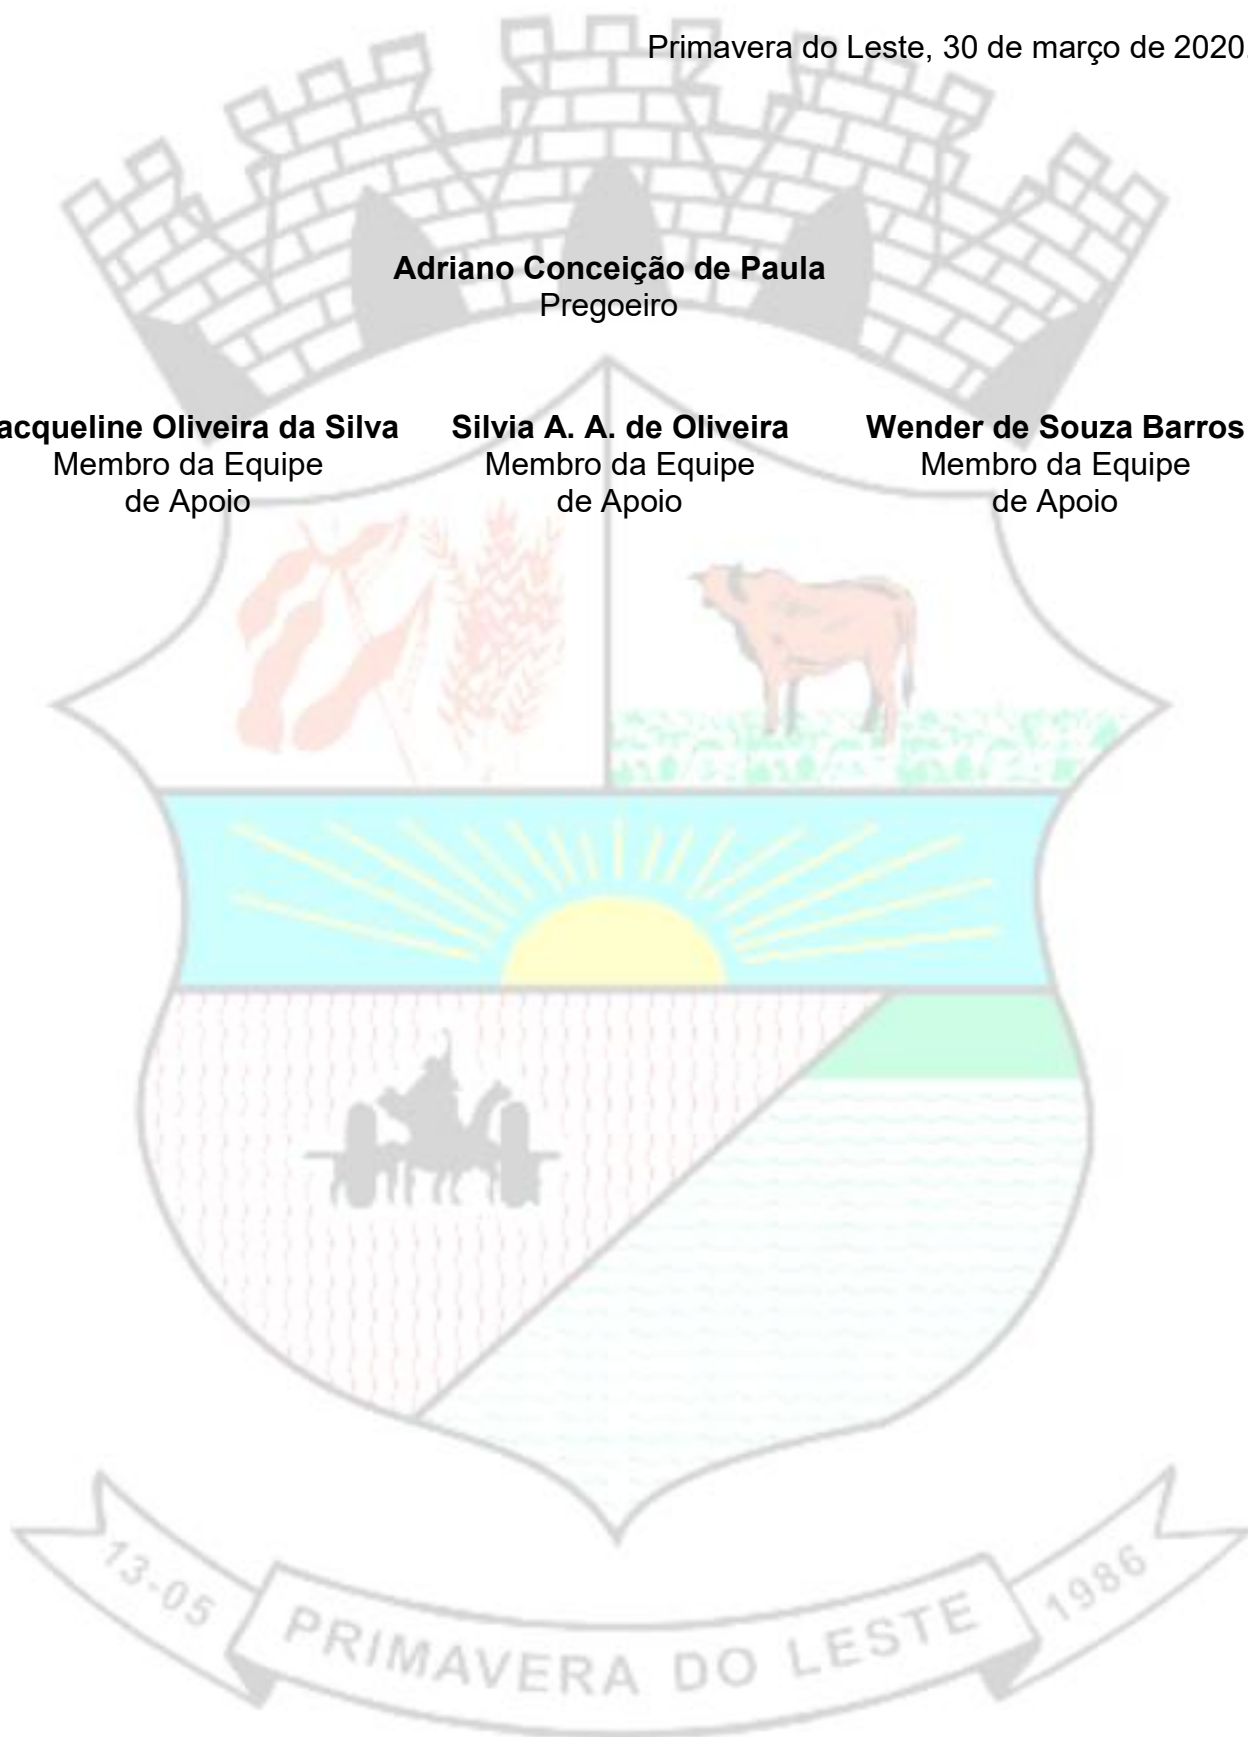 Primavera do Leste, 30 de março de 2020.
Adriano Conceição de Paula
Pregoeiro
acqueline Oliveira da Silva Silvia A. A. de Oliveira Wender de Souza Barros
Membro da Equipe Membro da Equipe Membro da Equipe
de Apoio de Apoio de Apoio
13-05 PRIMAVERA DO LESTE 1986